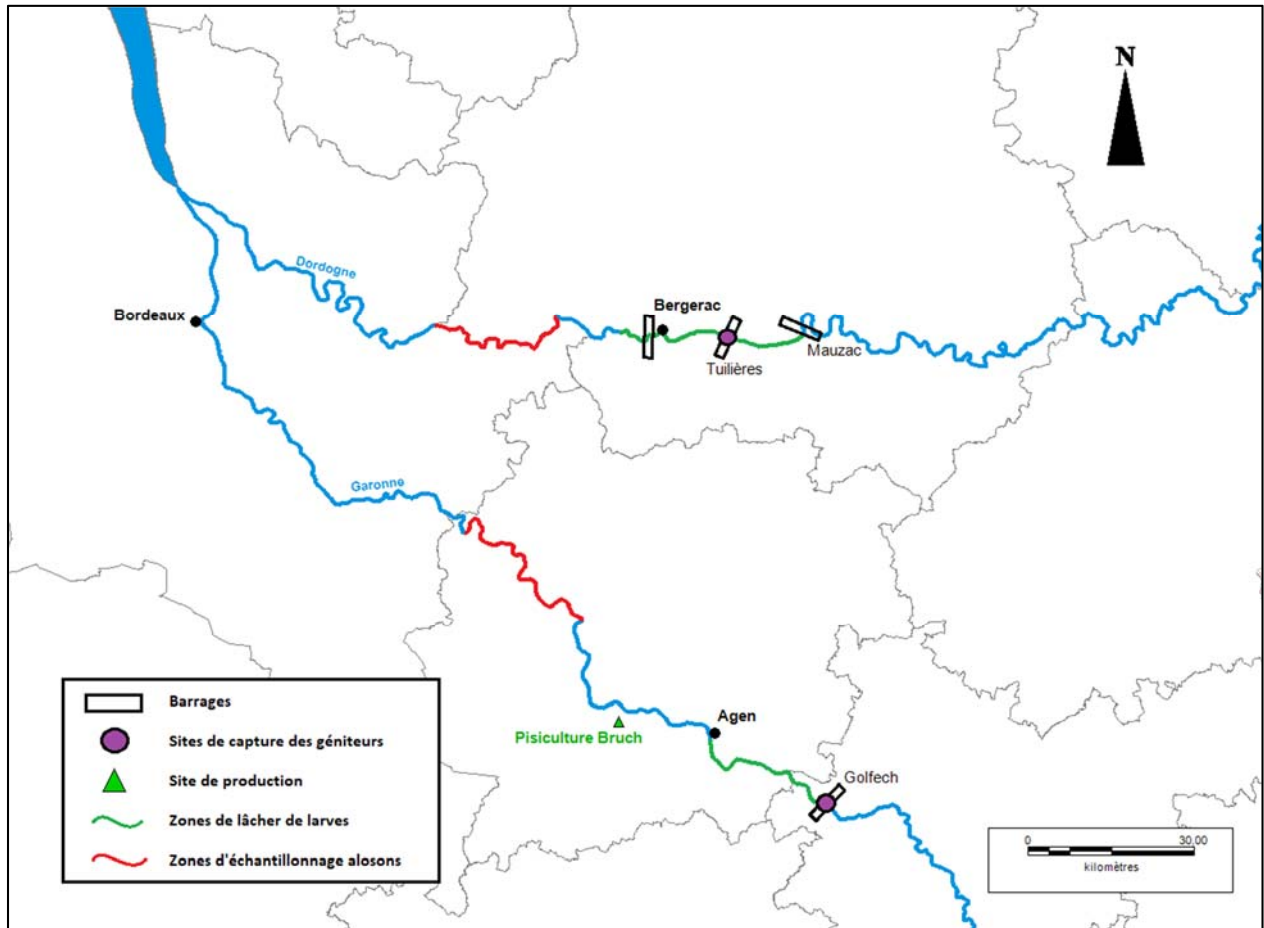 N
Dordogne
Bordeaux
Bergerac
Tuilières
Mauzac
Garonne
Agen
Pisiculture Bruch
Golfech
Barrages
Sites de capture des géniteurs
Site de production
Zones de lâcher de larves
Zones d'échantillonnage alosons
0 30,00
kilomètres